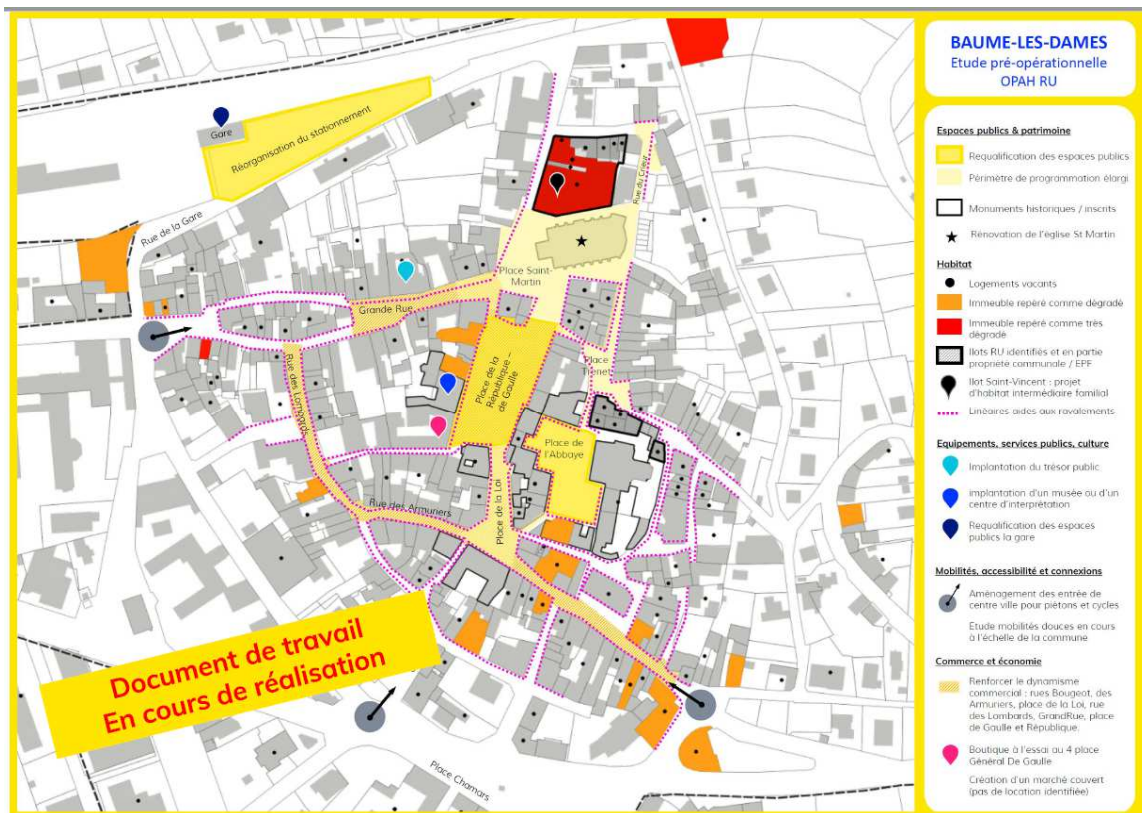 BAUME-LES-DAMES
Etude pré-opérationnelle
OPAH RU
Espaces publics & patrimoine
Requalification des espaces publics
Périmètre de programmation élargi
Monuments historiques / inscrits
Rénovation de l'église St Martin
Habitat
Logements vacants
Immeuble repéré comme dégradé
Immeuble repéré comme très
dégradé
Ilots RU identifiés et en partie
propriété communale / EPF
Ilot Saint-Vincent : projet
d'habitat intermédiaire familial
Linéaires aidés aux ravalements
Equipements, services publics, culture
Implantation du trésor public
implantation d'un musée ou d'un
centre d'interprétation
Requalification des espaces
publics la gare
Mobilités, accessibilité et connexions
Aménagement des entrée de
centre ville pour piétons et cycles
Etude mobilités douces en cours
à l'échelle de la commune
Commerce et économie
Renforcer le dynamisme
commercial : rues Bougeot, des
Armuriers, place de la Loi, rue
des Lombards, GrandRue, place
de Gaulle et République.
Boutique à l'essai au 4 place
Général De Gaulle
Création d'un marché couvert
(pas de location identifiée)
Gare
Réorganisation du stationnement
Rue de la Gare
Rue du Crieur
Place Saint-
Martin
Grande Rue
Place Trenet
Place de la
République –
de Gaulle
Rue des Lombards
Place de
l'Abbaye
Rue des Armuriers
Place de la Loi
Document de travail
En cours de réalisation
Place Chamars